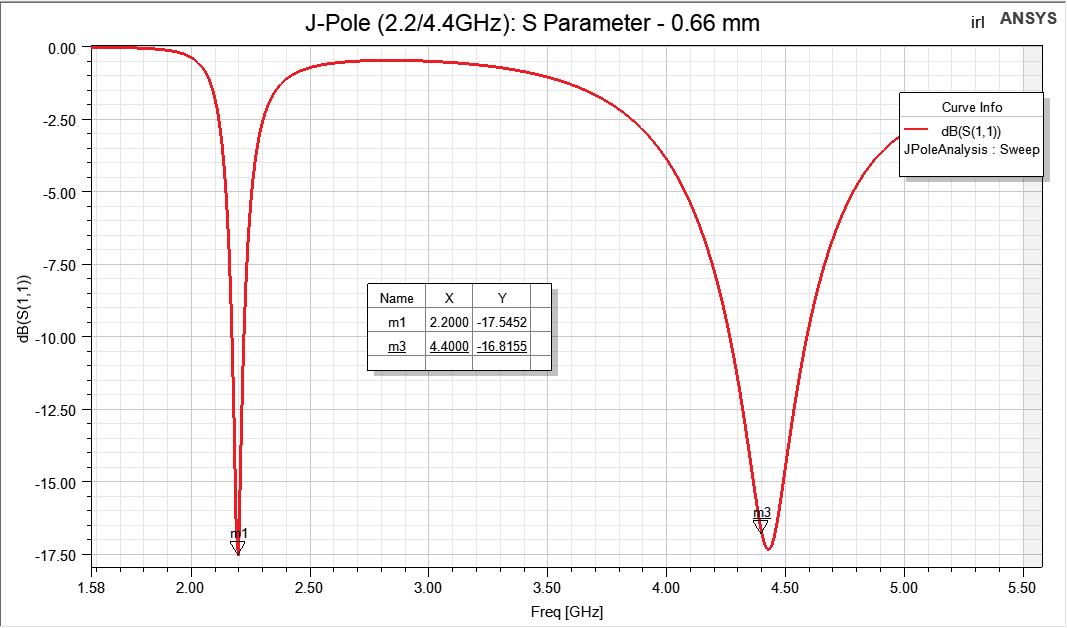 J-Pole (2.2/4.4GHz): S Parameter - 0.66 mm
irl
ANSYS
0.00
-2.50
-5.00
-7.50
-10.00
-12.50
-15.00
-17.50
dB(S(1,1))
Curve Info
dB(S(1,1))
JPoleAnalysis : Sweep
Name X Y
m1 2.2000 -17.5452
m3 4.4000 -16.8155
m1
m3
1.58 2.00 2.50 3.00 3.50 4.00 4.50 5.00 5.50
Freq [GHz]